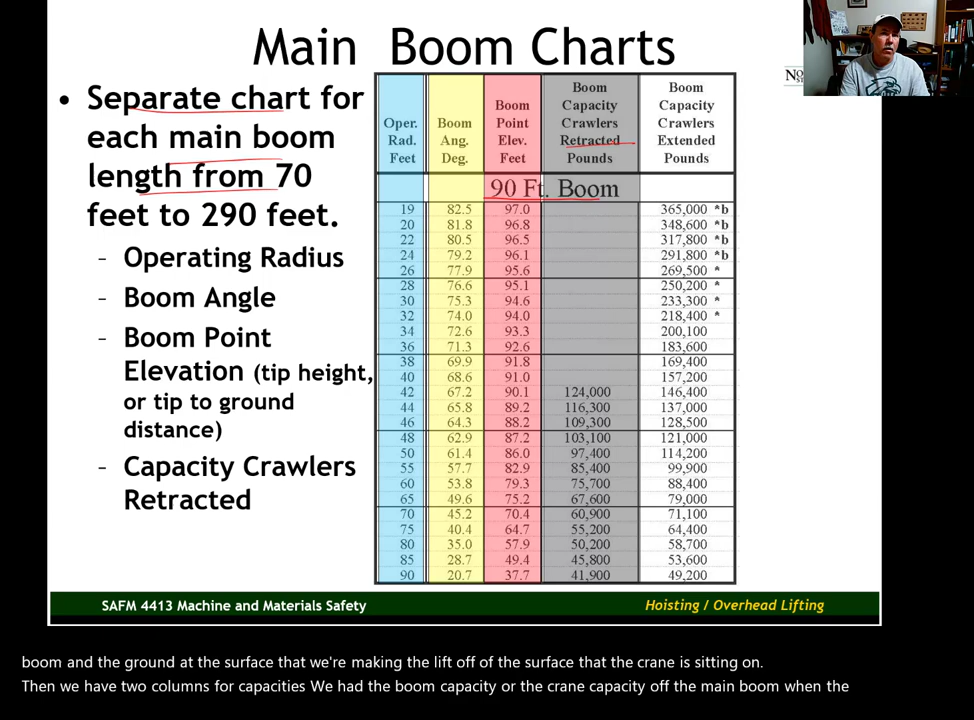 Main Boom Charts
• Separate chart for
each main boom
length from 70
feet to 290 feet.
- Operating Radius
- Boom Angle
- Boom Point
Elevation (tip height,
or tip to ground
distance)
- Capacity Crawlers
Retracted
Oper. Rad. Feet | Boom Ang. Deg. | Boom Point Elev. Feet | Boom Capacity Crawlers Retracted Pounds | Boom Capacity Crawlers Extended Pounds
90 Ft. Boom
19 82.5 97.0 365,000 *b
20 81.8 96.8 348,600 *b
22 80.5 96.5 317,800 *b
24 79.2 96.1 291,800 *b
26 77.9 95.6 269,500 *
28 76.6 95.1 250,200 *
30 75.3 94.6 233,300 *
32 74.0 94.0 218,400 *
34 72.6 93.3 200,100
36 71.3 92.6 183,600
38 69.9 91.8 169,400
40 68.6 91.0 157,200
42 67.2 90.1 124,000 146,400
44 65.8 89.2 116,300 137,000
46 64.3 88.2 109,300 128,500
48 62.9 87.2 103,100 121,000
50 61.4 86.0 97,400 114,200
55 57.7 82.9 85,400 99,900
60 53.8 79.3 75,700 88,400
65 49.6 75.2 67,600 79,000
70 45.2 70.4 60,900 71,100
75 40.4 64.7 55,200 64,400
80 35.0 57.9 50,200 58,700
85 28.7 49.4 45,800 53,600
90 20.7 37.7 41,900 49,200
SAFM 4413 Machine and Materials Safety
Hoisting / Overhead Lifting
boom and the ground at the surface that we're making the lift off of the surface that the crane is sitting on.
Then we have two columns for capacities We had the boom capacity or the crane capacity off the main boom when the